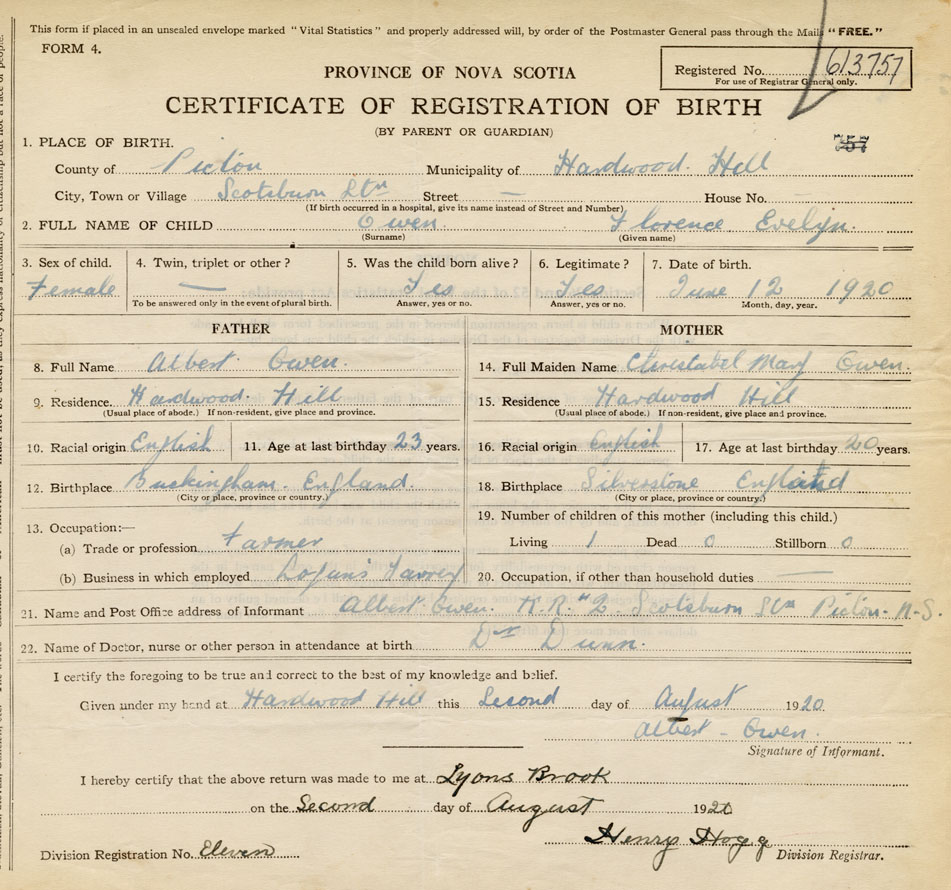 This form if placed in an unsealed envelope marked "Vital Statistics" and properly addressed will, by order of the Postmaster General pass through the Mail "FREE."
FORM 4.
PROVINCE OF NOVA SCOTIA
Registered No. 613757
For use of Registrar General only.
CERTIFICATE OF REGISTRATION OF BIRTH
(BY PARENT OR GUARDIAN)
757
1. PLACE OF BIRTH.
County of Pictou Municipality of Hardwood Hill
City, Town or Village Scotsburn Stn Street — House No.
(If birth occurred in a hospital, give its name instead of Street and Number)
2. FULL NAME OF CHILD Owen Florence Evelyn.
(Surname) (Given name)
3. Sex of child. 4. Twin, triplet or other? 5. Was the child born alive? 6. Legitimate? 7. Date of birth.
Female — Yes Yes June 12 1920
To be answered only in the event of plural birth Answer, yes or no. Answer, yes or no. Month, day, year.
FATHER MOTHER
8. Full Name Albert Owen. 14. Full Maiden Name Christabel Mary Owen.
9. Residence. Hardwood Hill 15. Residence Hardwood Hill
(Usual place of abode.) If non-resident, give place and province. (Usual place of abode.) If non-resident, give place and province.
10. Racial origin English 11. Age at last birthday 23 years. 16. Racial origin English 17. Age at last birthday 20 years.
12. Birthplace Buckingham. England. 18. Birthplace Silverstone England
(City or place, province or country.) (City or place, province or country.)
13. Occupation:— 19. Number of children of this mother (including this child.)
(a) Trade or profession Farmer Living 1 Dead 0 Stillborn 0
(b) Business in which employed Logan's 20. Occupation, if other than household duties —
21. Name and Post Office address of Informant Albert Owen. R.R. #2 Scotsburn Stn Pictou. N.S.
22. Name of Doctor, nurse or other person in attendance at birth Dr Dunn.
I certify the foregoing to be true and correct to the best of my knowledge and belief.
Given under my hand at Hardwood Hill this Second day of August 1920
Albert - Owen.
Signature of Informant.
I hereby certify that the above return was made to me at Lyons Brook
on the Second day of August 1920
Henry Hogg
Division Registration No. Eleven Division Registrar.